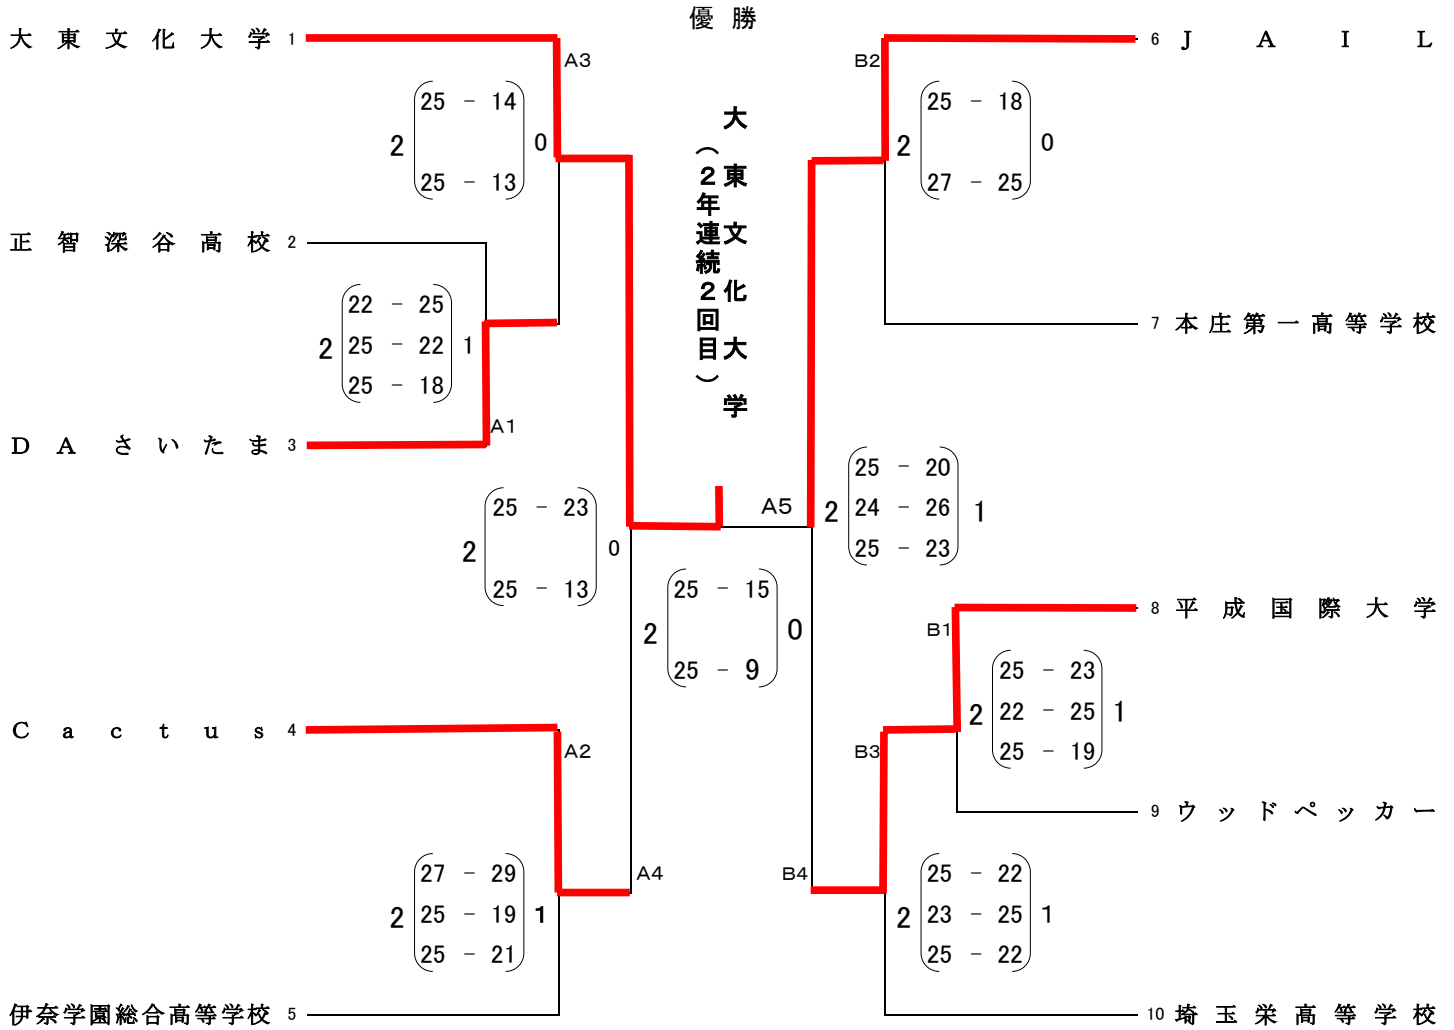 優勝
大東文化大学 1
A3
25 - 14
2 0
25 - 13
正智深谷高校 2
22 - 25
2 25 - 22 1
25 - 18
A1
DAさいたま 3
25 - 23
2 0
25 - 13
Cactus 4
A2
27 - 29
2 25 - 19 1
25 - 21
A4
伊奈学園総合高等学校 5
大東文化大学
（2年連続2回目）
A5
25 - 15
2 0
25 - 9
6 JAIL
B2
25 - 18
2 0
27 - 25
7 本庄第一高等学校
25 - 20
2 24 - 26 1
25 - 23
8 平成国際大学
B1
25 - 23
2 22 - 25 1
25 - 19
B3
9 ウッドペッカー
B4
25 - 22
2 23 - 25 1
25 - 22
10 埼玉栄高等学校